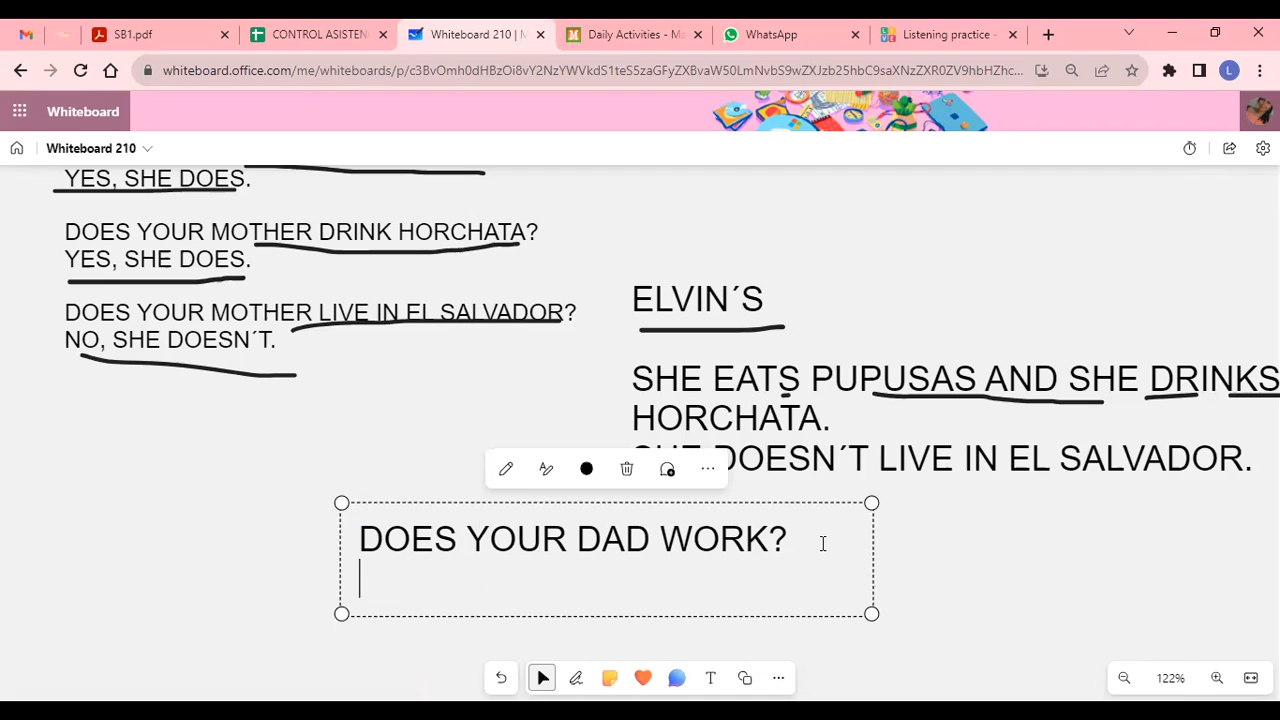 SB1.pdf
CONTROL ASISTEN
Whiteboard 210 | M
Daily Activities - Ma
WhatsApp
Listening practice -
whiteboard.office.com/me/whiteboards/p/c3BvOmh0dHBzOi8vY2NzYWVkdS1teS5zaGFyZXBvaW50LmNvbS9wZXJzb25hbC9saXNzZXR0ZV9hbHZhc...
L
Whiteboard
Whiteboard 210
YES, SHE DOES.
DOES YOUR MOTHER DRINK HORCHATA?
YES, SHE DOES.
DOES YOUR MOTHER LIVE IN EL SALVADOR?
NO, SHE DOESN´T.
ELVIN´S
SHE EATS PUPUSAS AND SHE DRINKS
HORCHATA.
SHE DOESN´T LIVE IN EL SALVADOR.
DOES YOUR DAD WORK?
122%